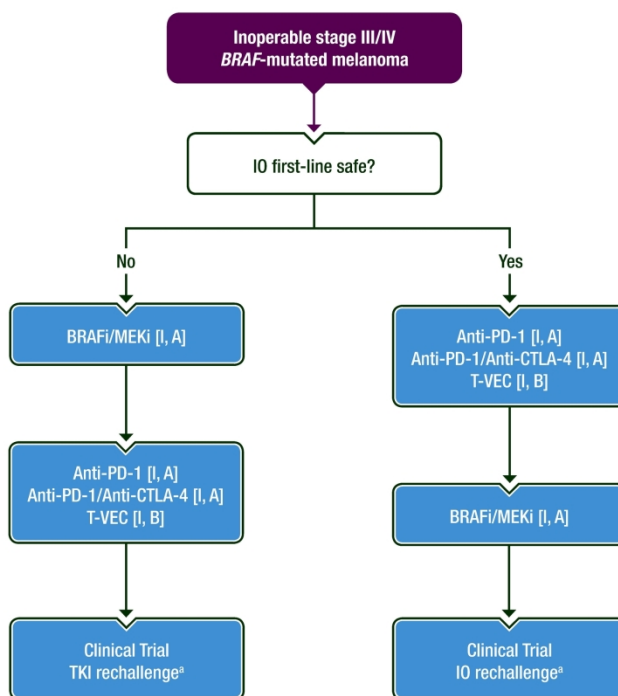 Inoperable stage III/IV
BRAF-mutated melanoma
IO first-line safe?
No
Yes
BRAFi/MEKi [I, A]
Anti-PD-1 [I, A]
Anti-PD-1/Anti-CTLA-4 [I, A]
T-VEC [I, B]
Anti-PD-1 [I, A]
Anti-PD-1/Anti-CTLA-4 [I, A]
T-VEC [I, B]
BRAFi/MEKi [I, A]
Clinical Trial
TKI rechallengeᵃ
Clinical Trial
IO rechallengeᵃ